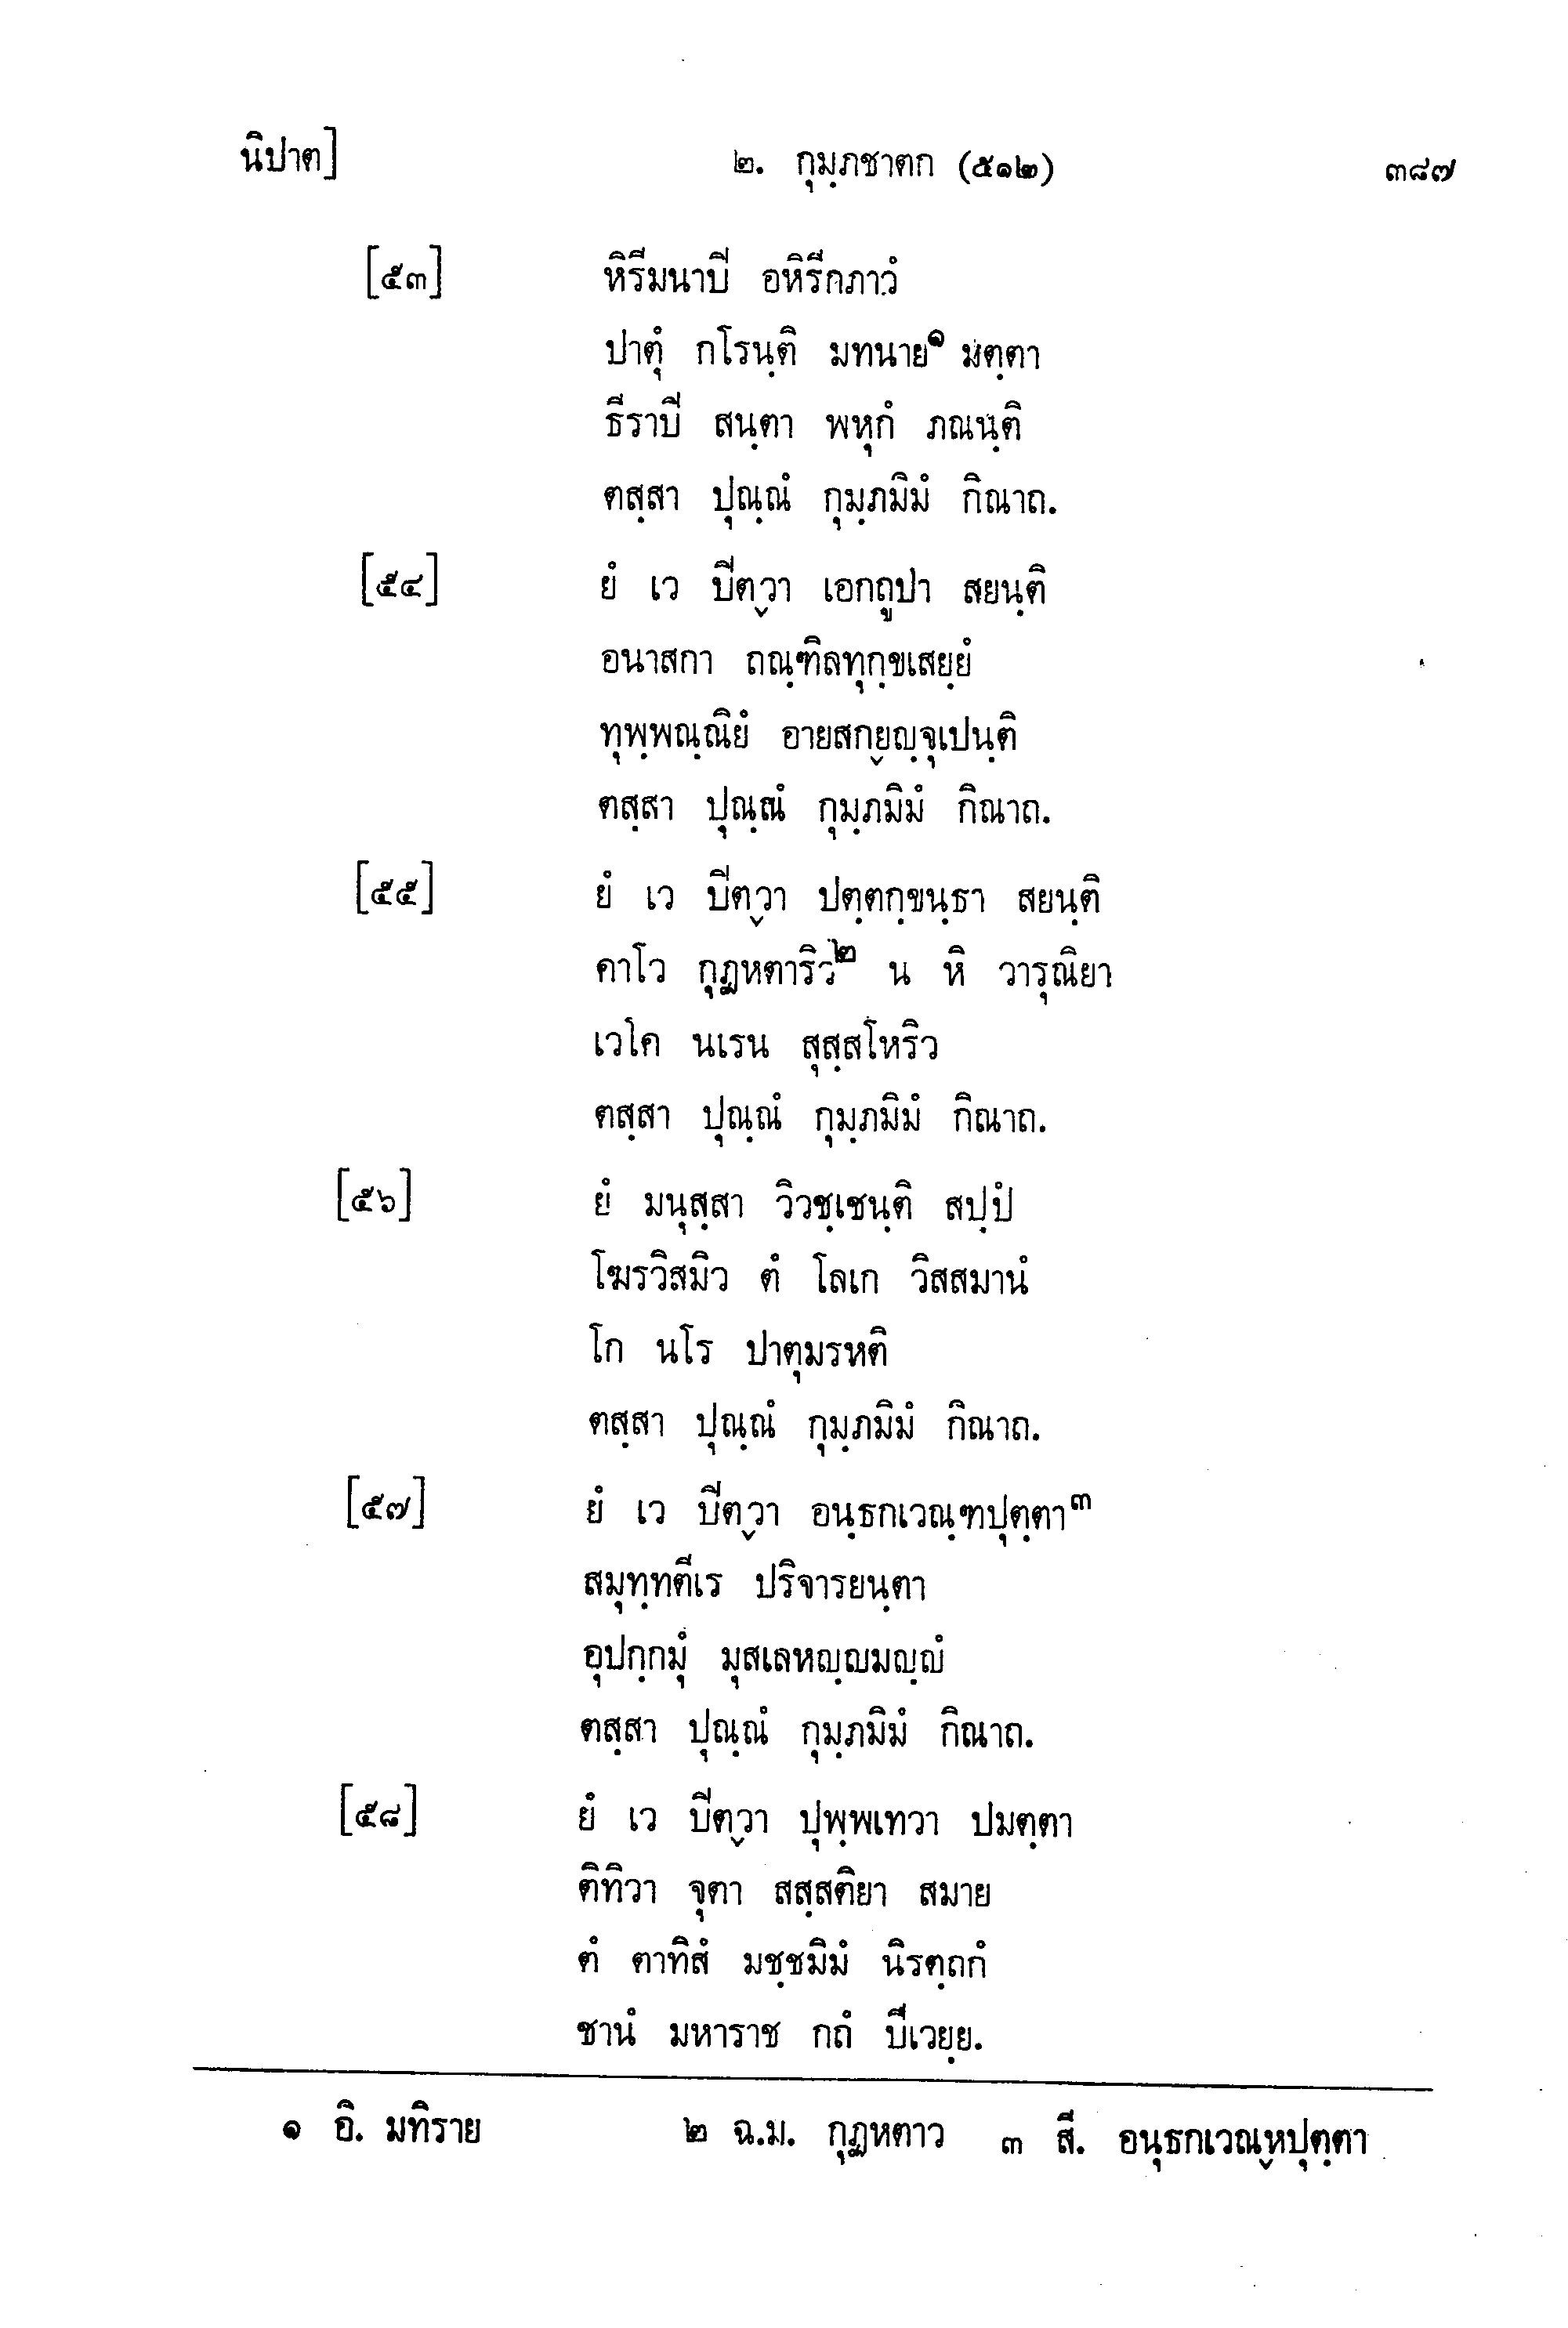 นิปาต] ๒. กุมฺภชาตก (๕๑๒) ๓๘๗
[๕๓] หิรีมนาปี อหิรีกภาวํ
ปาตุํ กโรนฺติ มทนาย๑ มตฺตา
ธีราปี สนฺตา พหุกํ ภณนฺติ
ตสฺสา ปุณฺณํ กุมฺภมิมํ กิณาถ.
[๕๔] ยํ เว ปีตฺวา เอกถูปา สยนฺติ
อนาสกา ถณฺฑิลทุกฺขเสยฺยํ
ทุพฺพณฺณิยํ อายสกฺยญฺจุเปนฺติ
ตสฺสา ปุณฺณํ กุมฺภมิมํ กิณาถ.
[๕๕] ยํ เว ปีตฺวา ปตฺตกฺขนฺธา สยนฺติ
คาโว กุฏหตาริว๒ น หิ วารุณิยา
เวโค นเรน สุสฺสโหริว
ตสฺสา ปุณฺณํ กุมฺภมิมํ กิณาถ.
[๕๖] ยํ มนุสฺสา วิวชฺเชนฺติ สปฺปํ
โฆรวิสมิว ตํ โลเก วิสสมานํ
โก นโร ปาตุมรหติ
ตสฺสา ปุณฺณํ กุมฺภมิมํ กิณาถ.
[๕๗] ยํ เว ปีตฺวา อนฺธกเวณฺฑปุตฺตา๓
สมุทฺทตีเร ปริจารยนฺตา
อุปกฺกมุํ มุสเลหญฺญมญฺญํ
ตสฺสา ปุณฺณํ กุมฺภมิมํ กิณาถ.
[๕๘] ยํ เว ปีตฺวา ปุพฺพเทวา ปมตฺตา
ติทิวา จุตา สสฺสติยา สมาย
ตํ ตาทิสํ มชฺชมิมํ นิรตฺถกํ
ชานํ มหาราช กถํ ปีเวยฺย.
๑ อิ. มทิราย ๒ ฉ.ม. กุฏหตาว ๓ สี. อนุธกเวณฺหุปุตฺตา